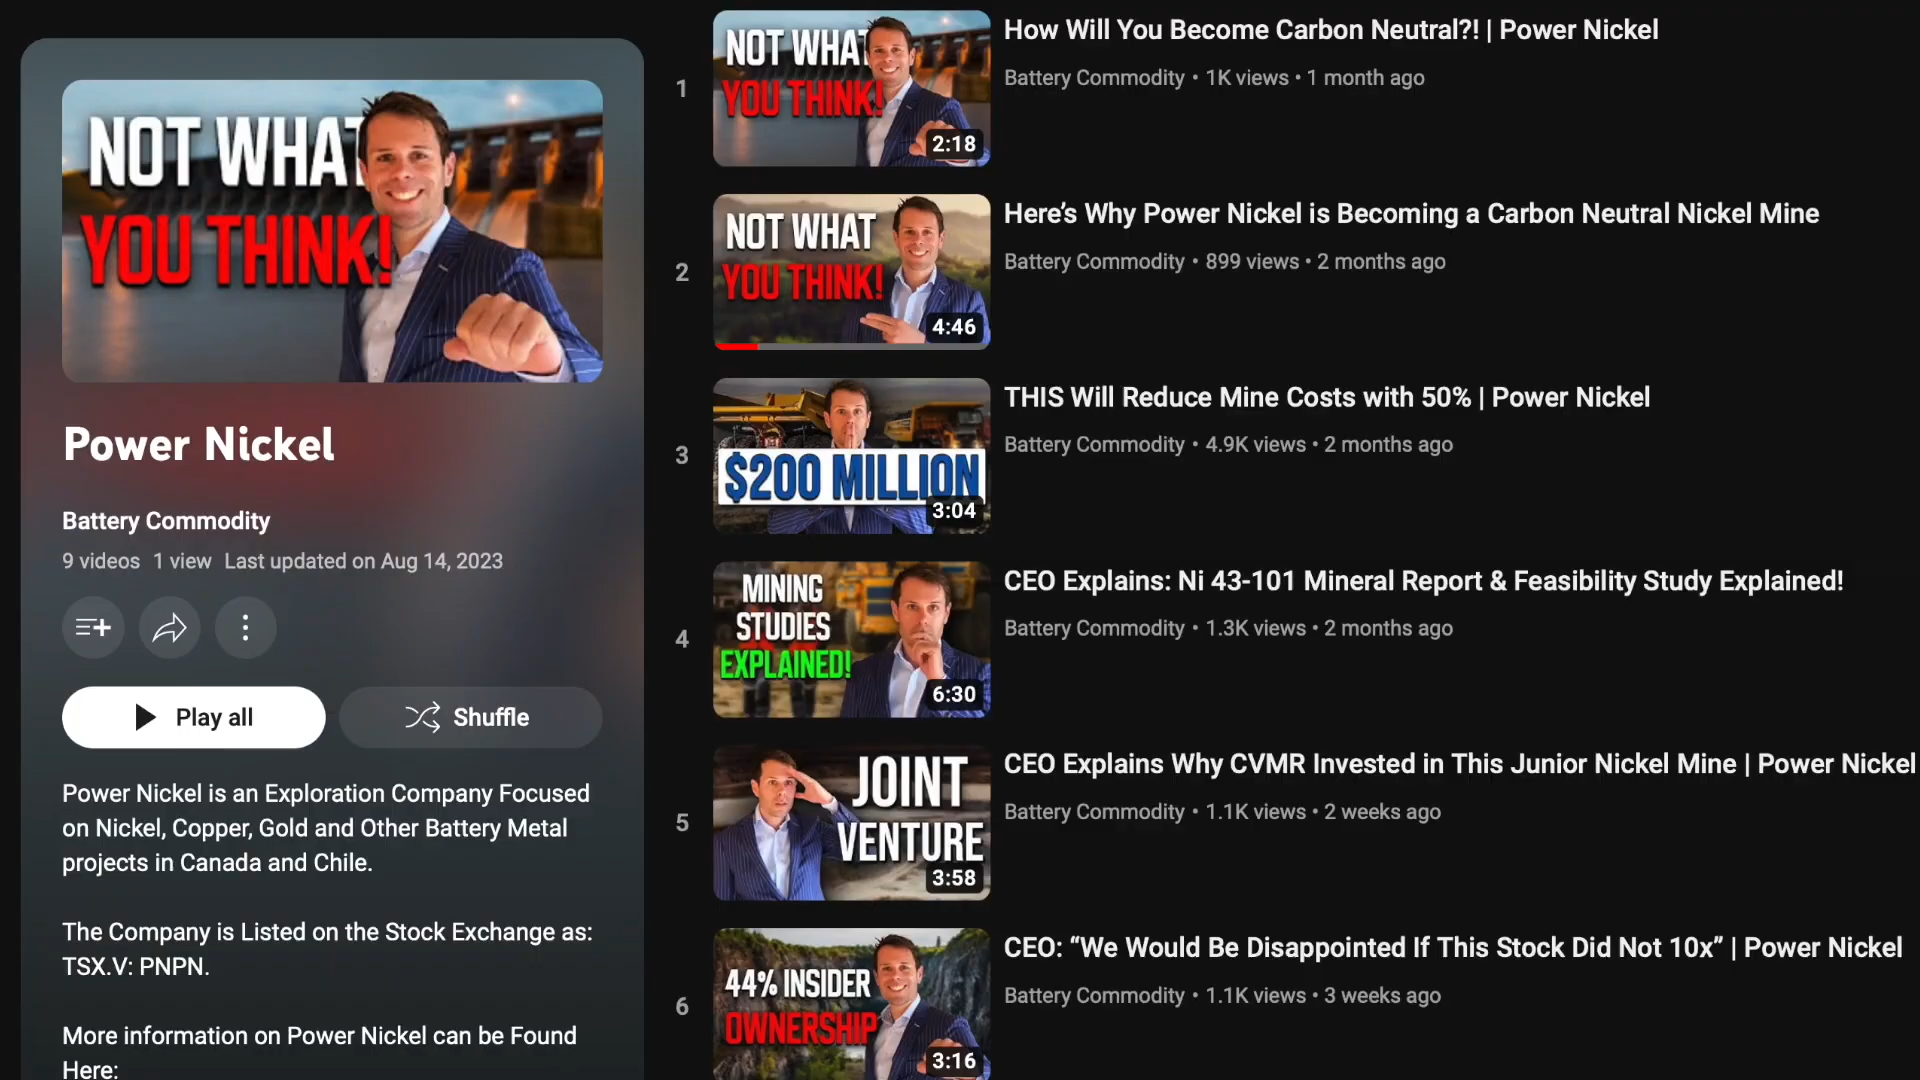 NOT WHAT
YOU THINK!
Power Nickel
Battery Commodity
9 videos 1 view Last updated on Aug 14, 2023
Play all
Shuffle
Power Nickel is an Exploration Company Focused
on Nickel, Copper, Gold and Other Battery Metal
projects in Canada and Chile.
The Company is Listed on the Stock Exchange as:
TSX.V: PNPN.
More information on Power Nickel can be Found
Here:
1
NOT WHAT
YOU THINK!
2:18
How Will You Become Carbon Neutral?! | Power Nickel
Battery Commodity • 1K views • 1 month ago
2
NOT WHAT
YOU THINK!
4:46
Here’s Why Power Nickel is Becoming a Carbon Neutral Nickel Mine
Battery Commodity • 899 views • 2 months ago
3
$200 MILLION
3:04
THIS Will Reduce Mine Costs with 50% | Power Nickel
Battery Commodity • 4.9K views • 2 months ago
4
MINING
STUDIES
EXPLAINED!
6:30
CEO Explains: Ni 43-101 Mineral Report & Feasibility Study Explained!
Battery Commodity • 1.3K views • 2 months ago
5
JOINT
VENTURE
3:58
CEO Explains Why CVMR Invested in This Junior Nickel Mine | Power Nickel
Battery Commodity • 1.1K views • 2 weeks ago
6
44% INSIDER
OWNERSHIP
3:16
CEO: “We Would Be Disappointed If This Stock Did Not 10x” | Power Nickel
Battery Commodity • 1.1K views • 3 weeks ago